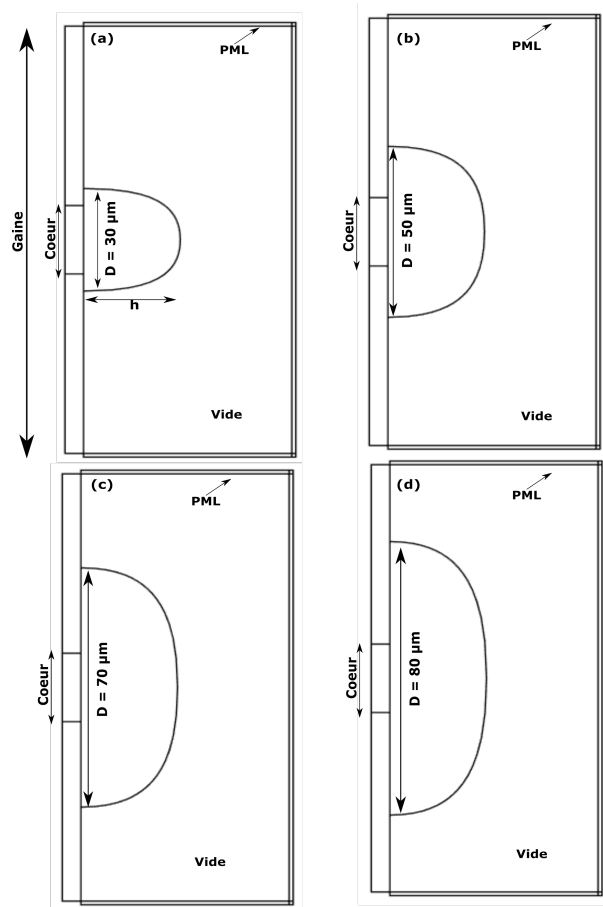 (a)
PML
Gaine
Coeur
D = 30 µm
h
Vide
(b)
PML
Coeur
D = 50 µm
Vide
(c)
PML
Coeur
D = 70 µm
Vide
(d)
PML
Coeur
D = 80 µm
Vide